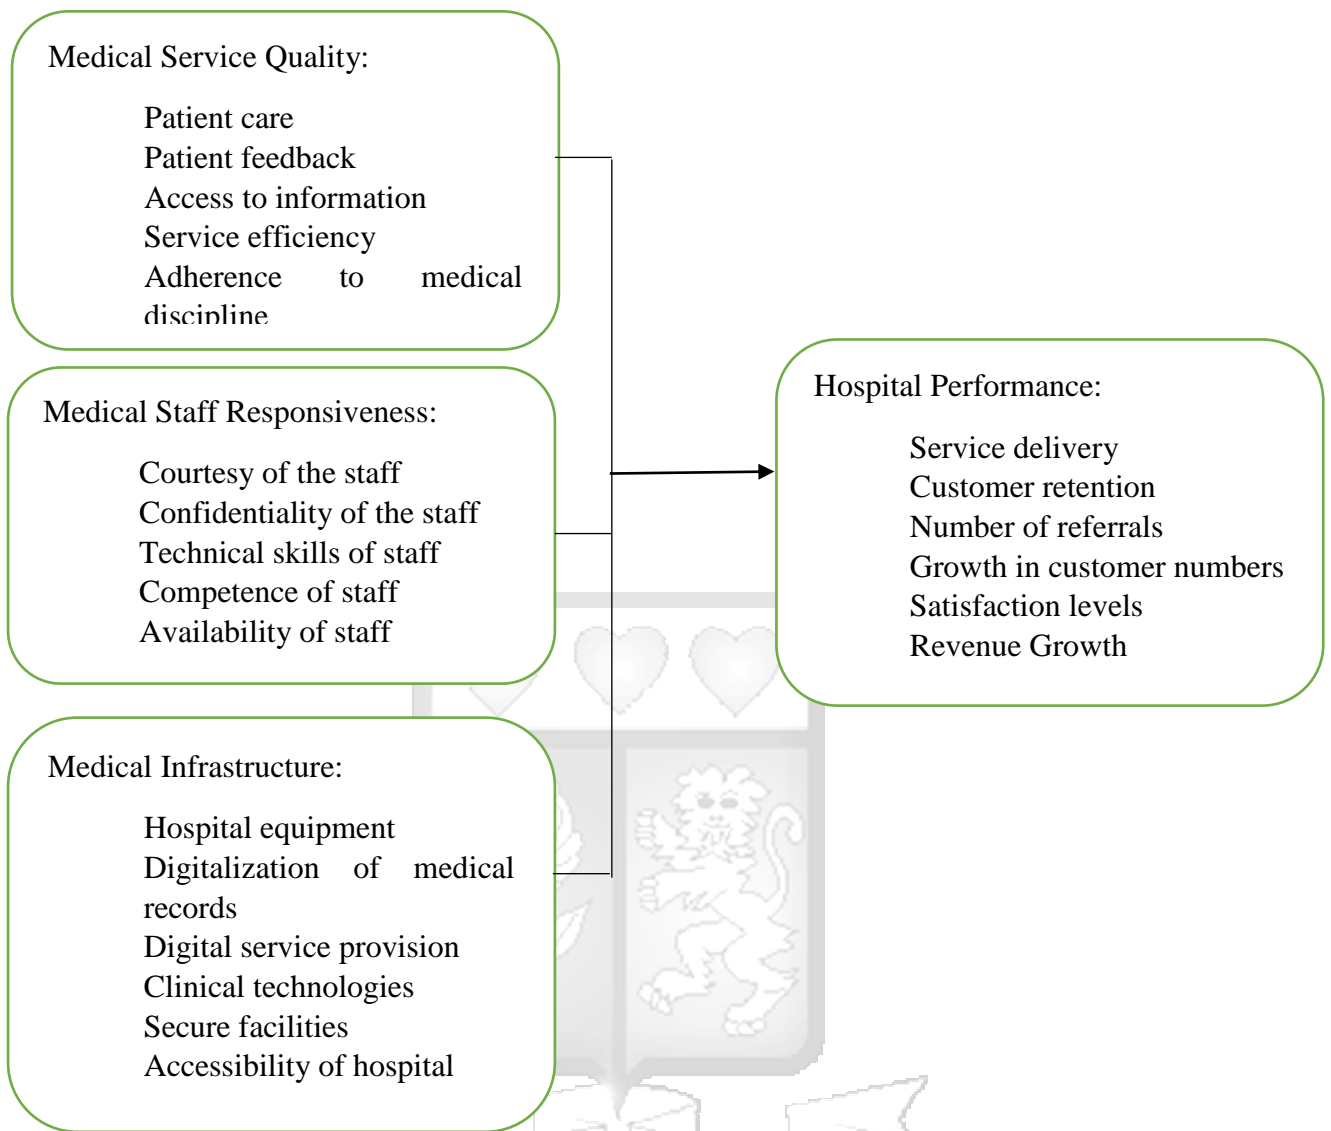 Medical Service Quality:
Patient care
Patient feedback
Access to information
Service efficiency
Adherence to medical
discipline
Medical Staff Responsiveness:
Courtesy of the staff
Confidentiality of the staff
Technical skills of staff
Competence of staff
Availability of staff
Medical Infrastructure:
Hospital equipment
Digitalization of medical
records
Digital service provision
Clinical technologies
Secure facilities
Accessibility of hospital
Hospital Performance:
Service delivery
Customer retention
Number of referrals
Growth in customer numbers
Satisfaction levels
Revenue Growth